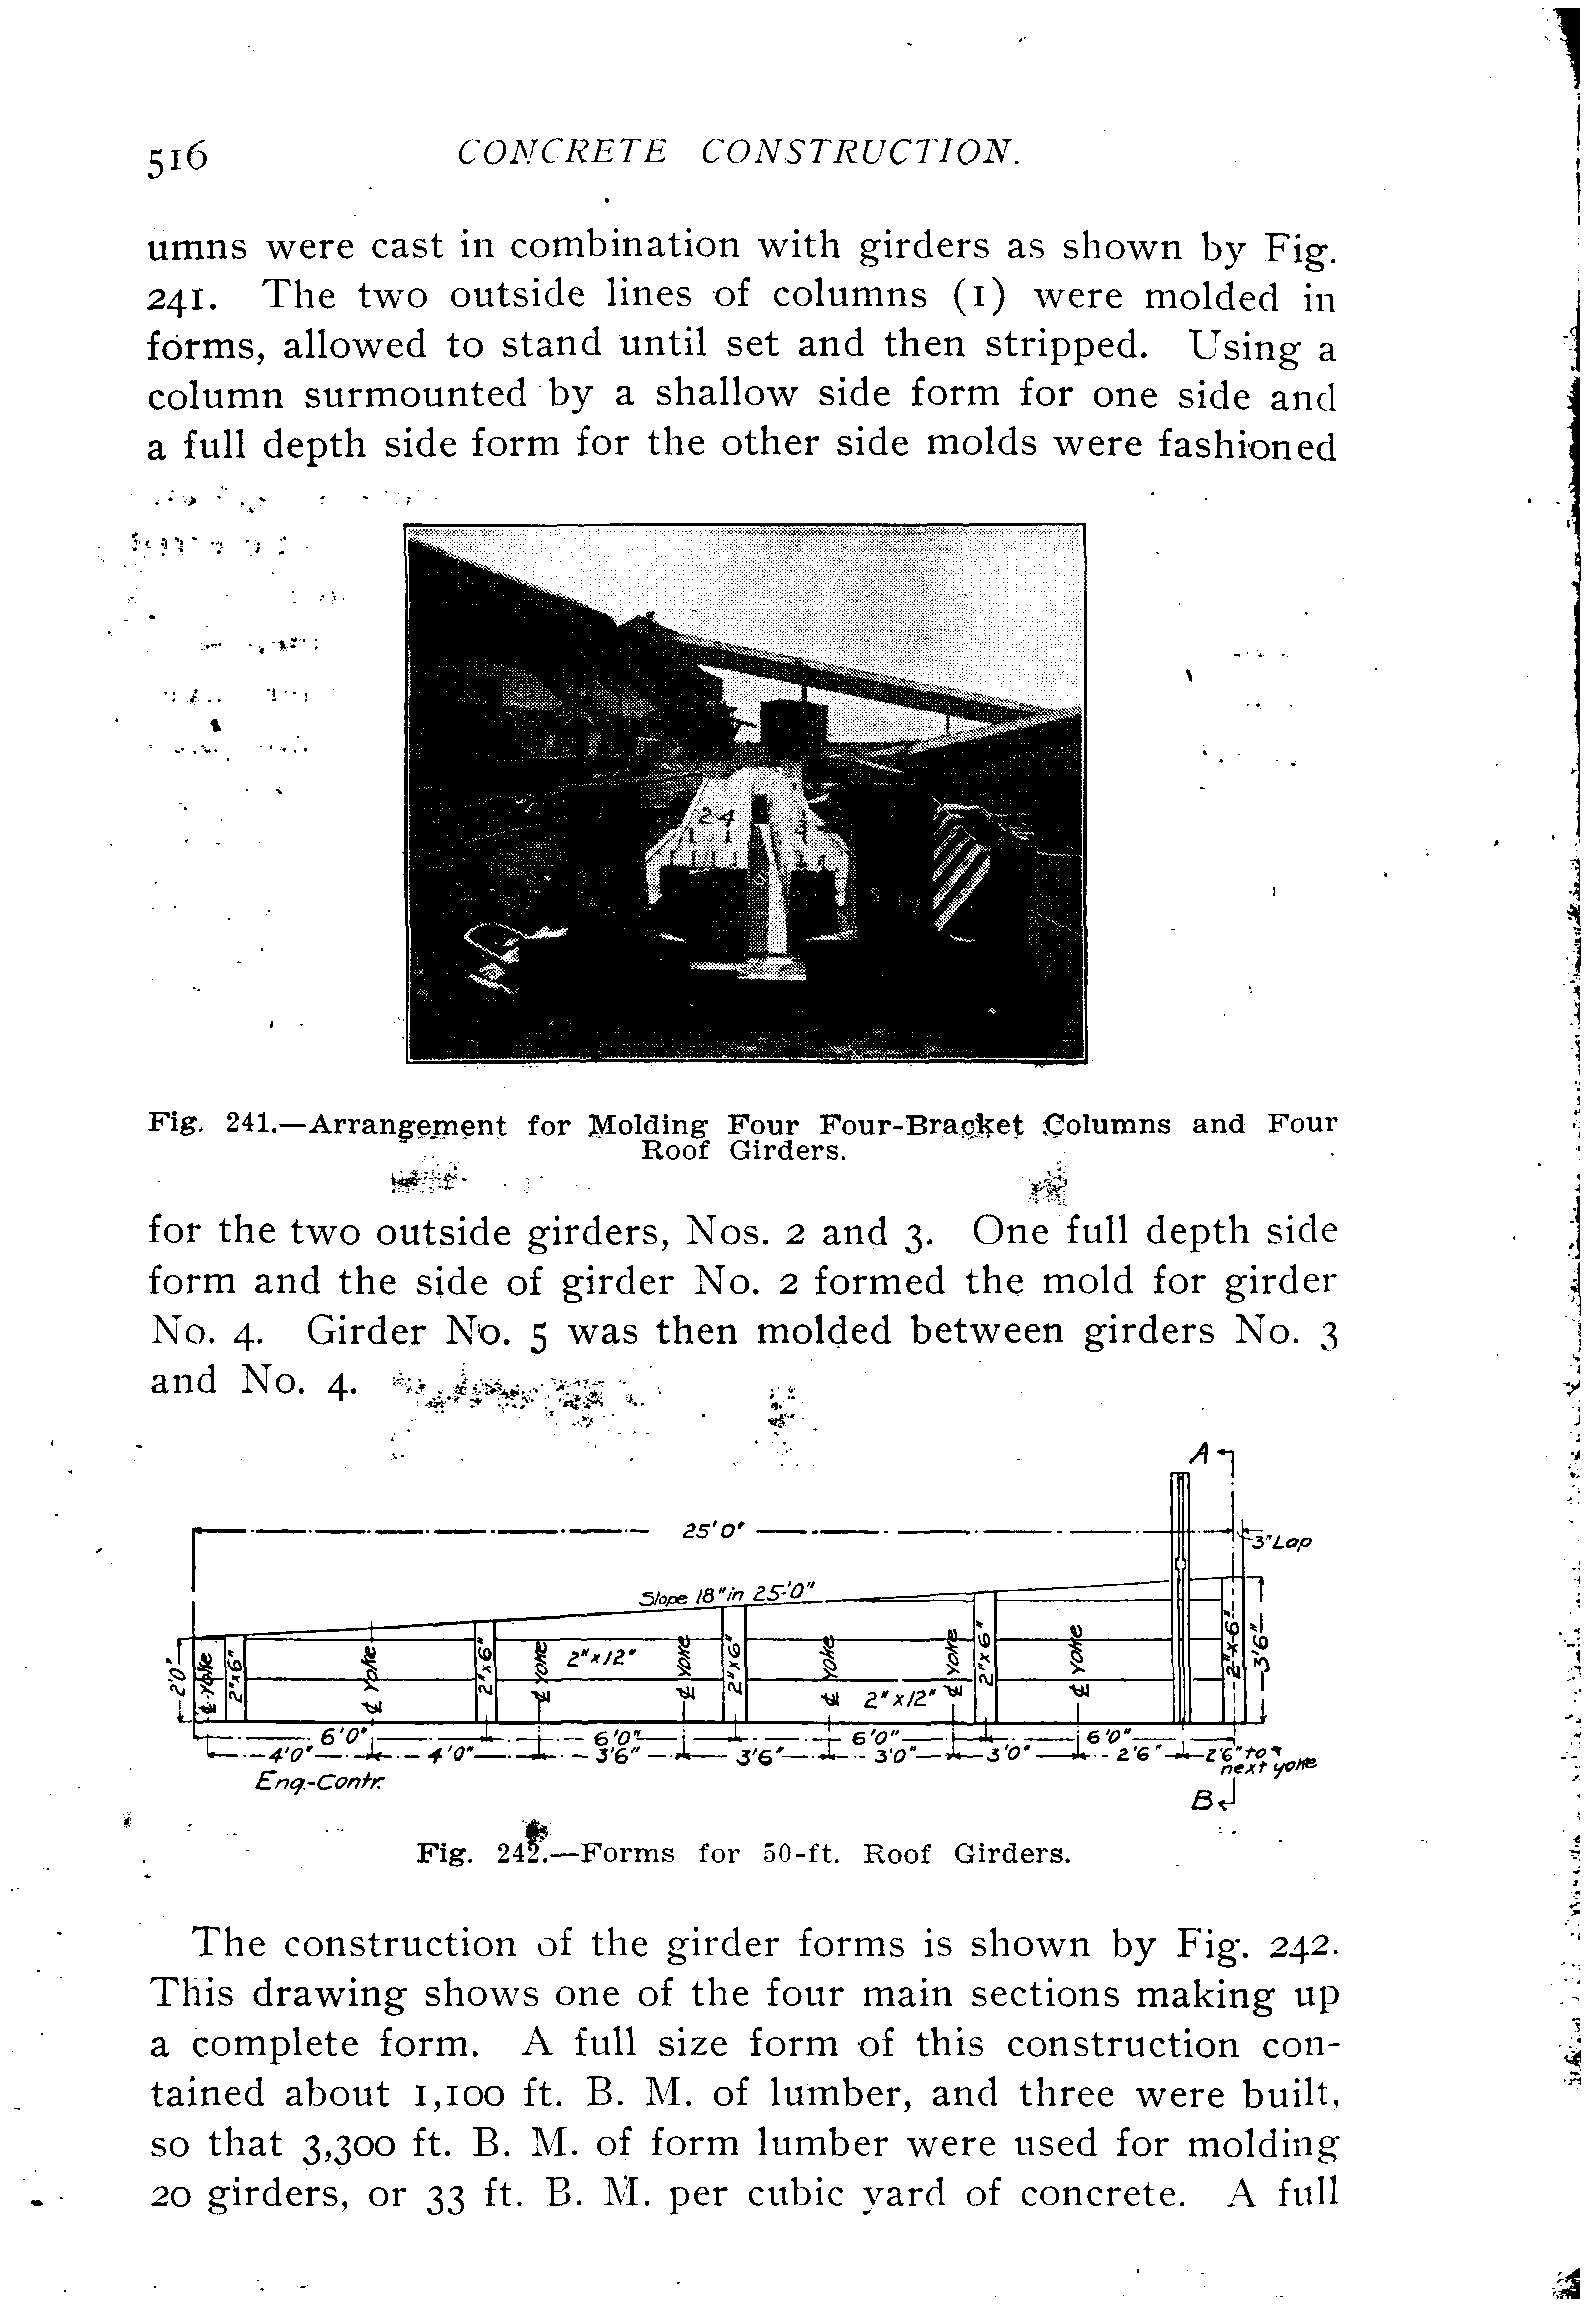 516
CONCRETE CONSTRUCTION.
umns were cast in combination with girders as shown by Fig.
241. The two outside lines of columns (1) were molded in
forms, allowed to stand until set and then stripped. Using a
column surmounted by a shallow side form for one side and
a full depth side form for the other side molds were fashioned
2-4
Fig. 241.—Arrangement for Molding Four Four-Bracket Columns and Four
Roof Girders.
for the two outside girders, Nos. 2 and 3. One full depth side
form and the side of girder No. 2 formed the mold for girder
No. 4. Girder No. 5 was then molded between girders No. 3
and No. 4.
A
25'0"
3"Lap
Slope 18"in 25'-0"
2'0" ℄ Yoke 2"x6" ℄ Yoke 2"x6" ℄ Yoke 2"x12" ℄ Yoke 2"x6" ℄ Yoke 2"x12" ℄ Yoke 2"x6" ℄ Yoke 2"x6" 3'6"
6'0" 6'0" 6'0" 6'0"
4'0" 4'0" 3'6" 3'6" 3'0" 3'0" 2'6" 2'6" to
next yoke
Eng.-Contr.
B
Fig. 242.—Forms for 50-ft. Roof Girders.
The construction of the girder forms is shown by Fig. 242.
This drawing shows one of the four main sections making up
a complete form. A full size form of this construction con-
tained about 1,100 ft. B. M. of lumber, and three were built,
so that 3,300 ft. B. M. of form lumber were used for molding
20 girders, or 33 ft. B. M. per cubic yard of concrete. A full